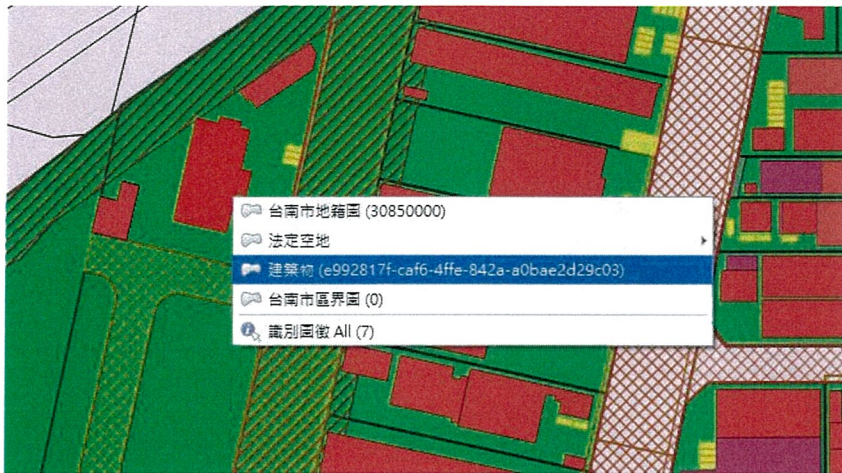 台南市地籍圖 (30850000)
法定空地
建築物 (e992817f-caf6-4ffe-842a-a0bae2d29c03)
台南市區界圖 (0)
識別圖徵 All (7)